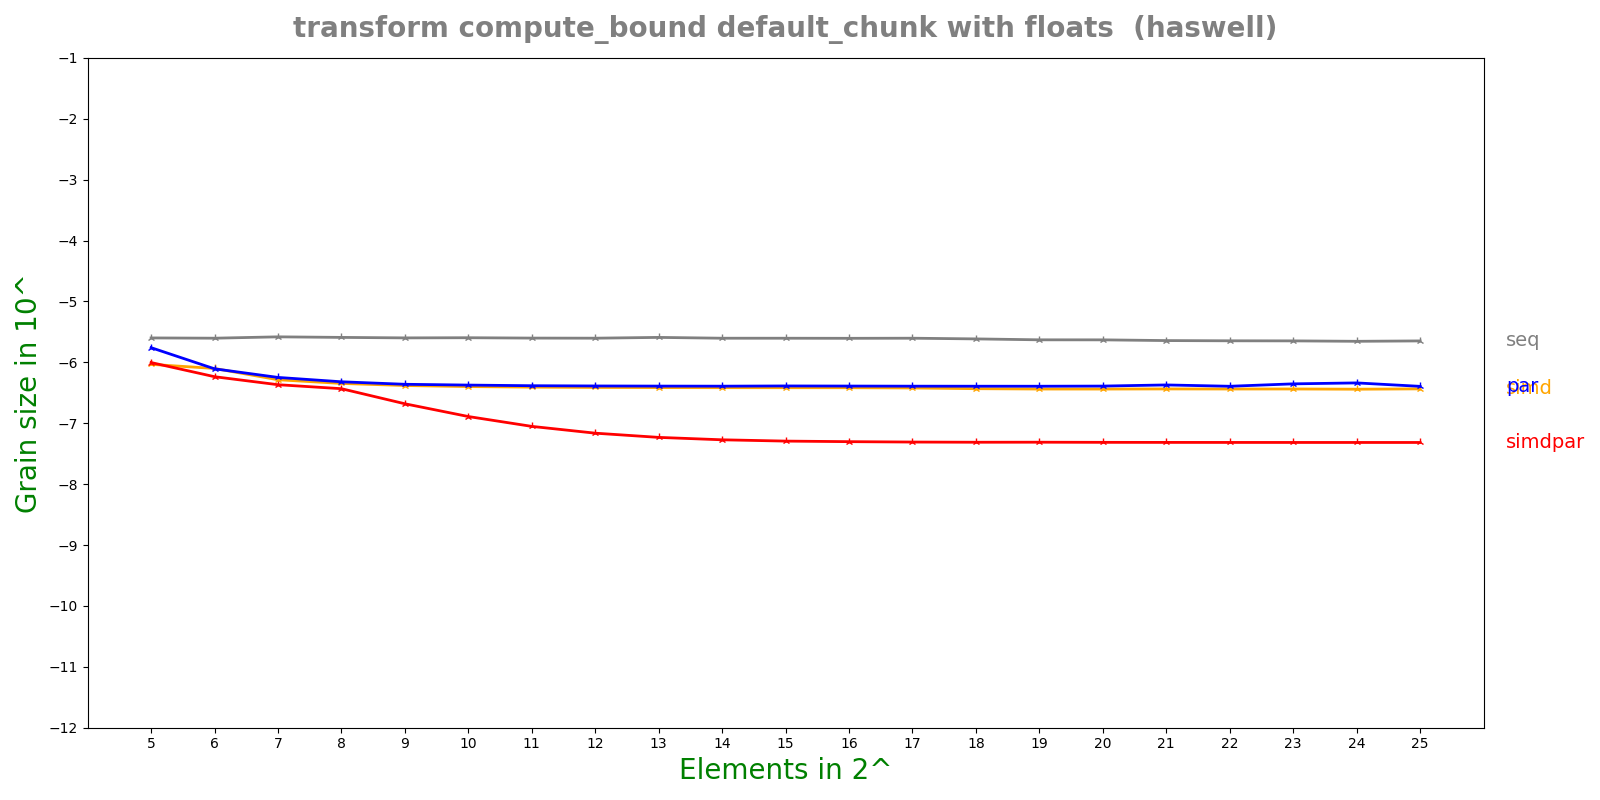 transform compute_bound default_chunk with floats  (haswell)
Grain size in 10^
−1
−2
−3
−4
−5
−6
−7
−8
−9
−10
−11
−12
seq
par
simd
simdpar
5 6 7 8 9 10 11 12 13 14 15 16 17 18 19 20 21 22 23 24 25
Elements in 2^